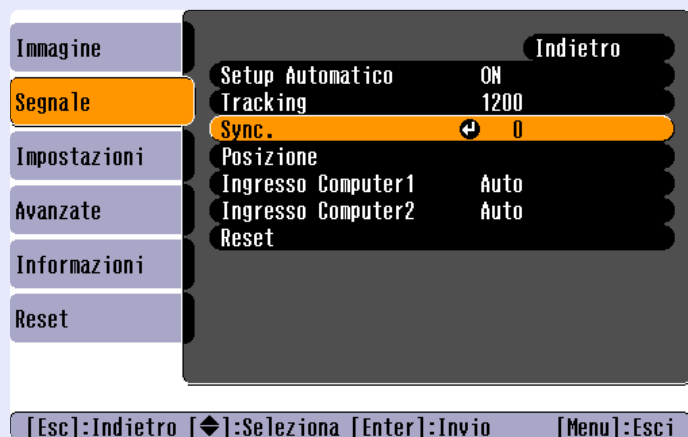 Immagine
Segnale
Impostazioni
Avanzate
Informazioni
Reset
Indietro
Setup Automatico ON
Tracking 1200
Sync. 0
Posizione
Ingresso Computer1 Auto
Ingresso Computer2 Auto
Reset
[Esc]:Indietro [◆]:Seleziona [Enter]:Invio [Menu]:Esci